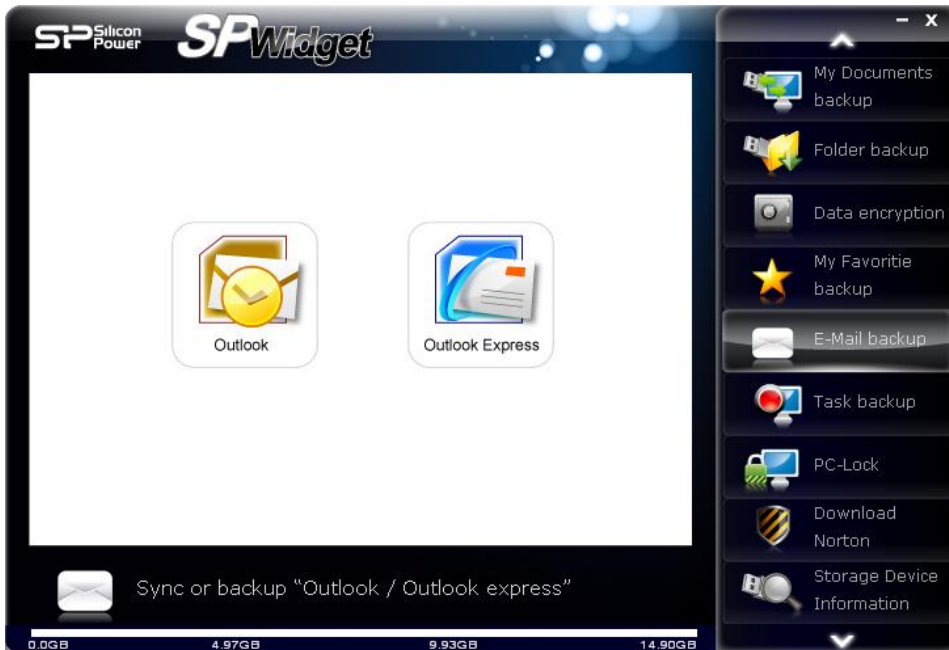 SP Silicon Power
SPWidget
– X
My Documents
backup
Folder backup
Data encryption
My Favoritie
backup
E-Mail backup
Task backup
PC-Lock
Download
Norton
Storage Device
Information
Outlook
Outlook Express
Sync or backup “Outlook / Outlook express”
0.0GB 4.97GB 9.93GB 14.90GB